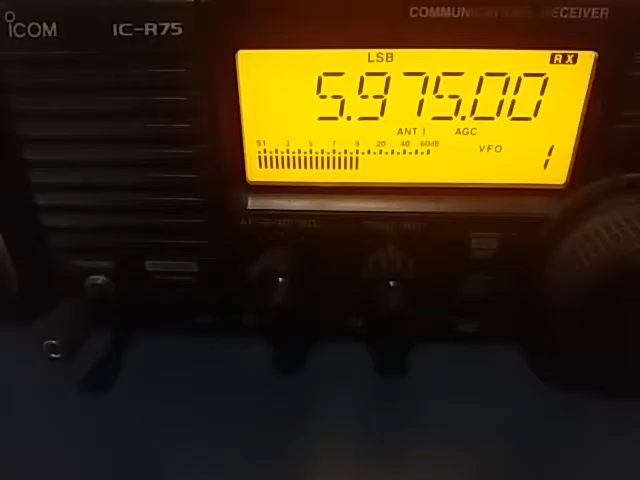 ICOM IC-R75 COMMUNICATIONS RECEIVER
LSB RX
5.975.00
ANT 1 AGC
S1 3 5 7 9 20 40 60dB
VFO 1